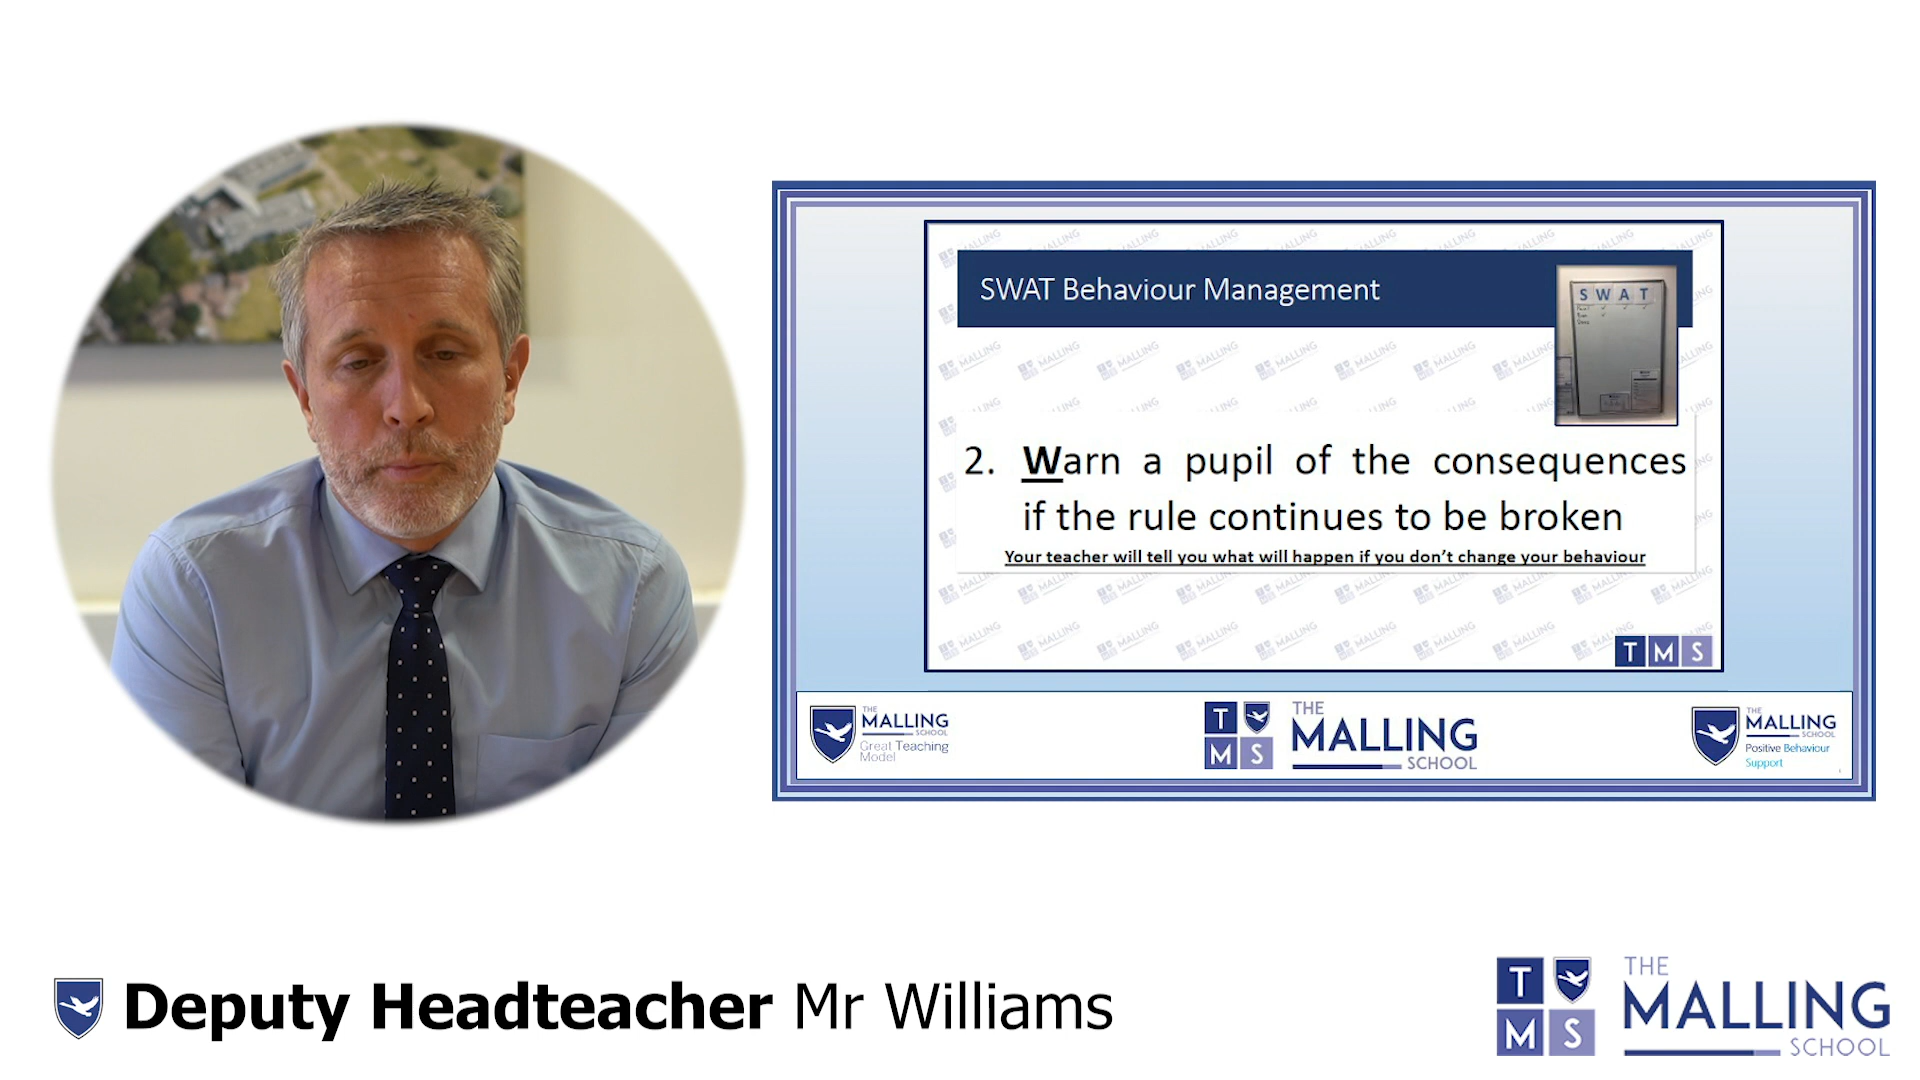 SWAT Behaviour Management
S W A T
2. Warn a pupil of the consequences
if the rule continues to be broken
Your teacher will tell you what will happen if you don't change your behaviour
T M S
THE
MALLING
SCHOOL
Great Teaching
Model
T
M S
THE
MALLING
SCHOOL
THE
MALLING
SCHOOL
Positive Behaviour
Support
Deputy Headteacher Mr Williams
T
M S
THE
MALLING
SCHOOL